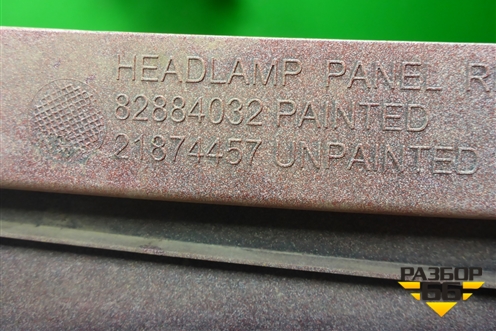 HEADLAMP PANEL R
82884032 PAINTED
21874457 UNPAINTED
РАЗБОР
66